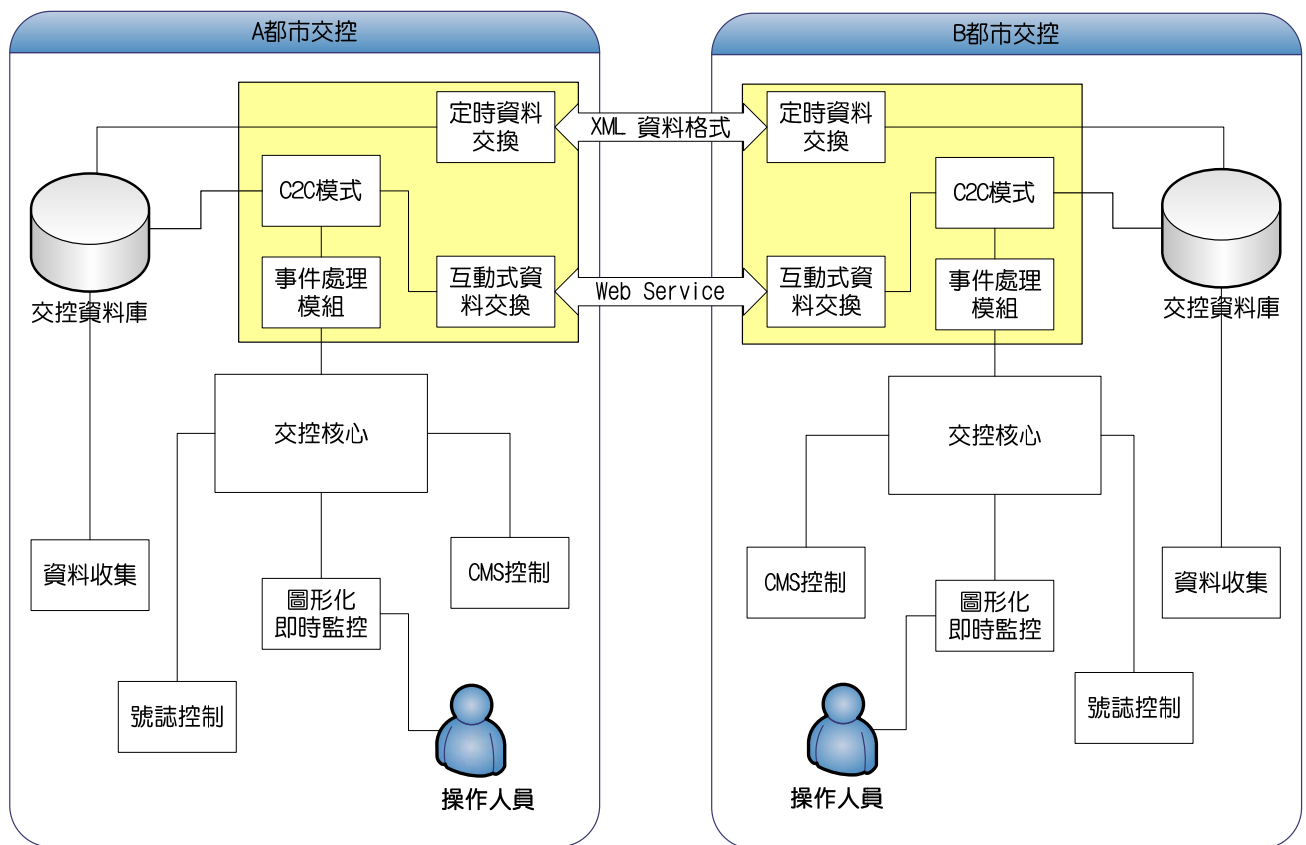 A都市交控
定時資料
交換
C2C模式
事件處理
模組
互動式資
料交換
交控資料庫
交控核心
資料收集
CMS控制
圖形化
即時監控
號誌控制
操作人員
XML 資料格式
Web Service
B都市交控
定時資料
交換
C2C模式
互動式資
料交換
事件處理
模組
交控資料庫
交控核心
CMS控制
資料收集
圖形化
即時監控
號誌控制
操作人員